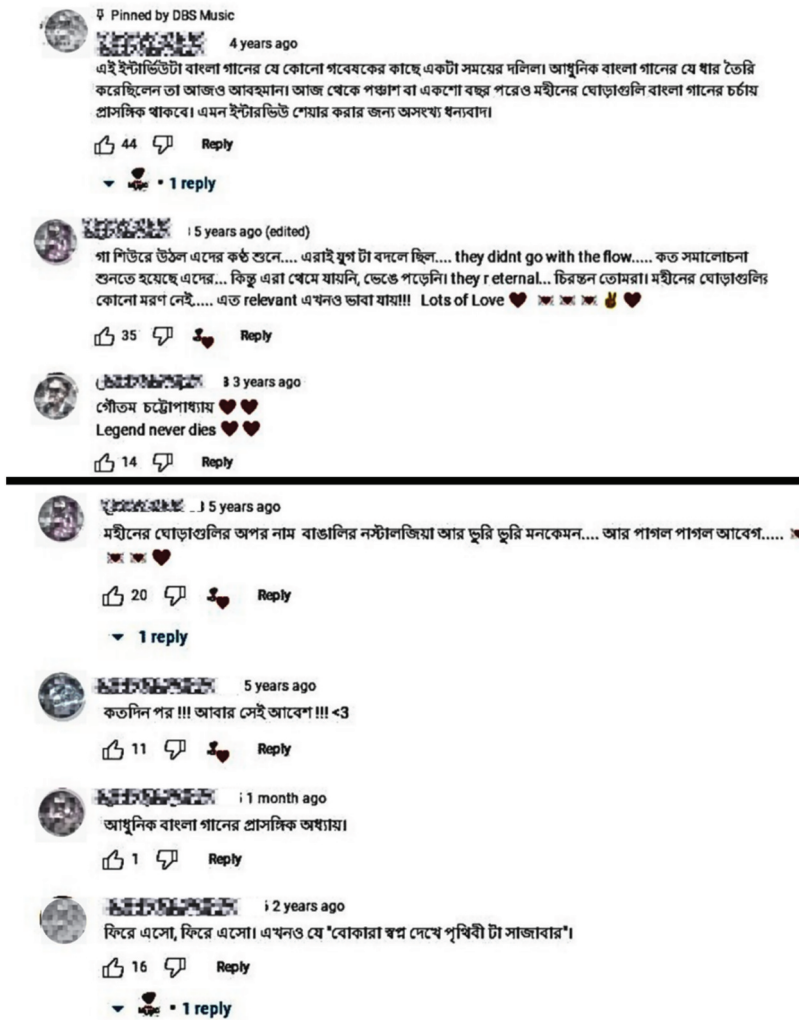 Pinned by DBS Music
4 years ago
এই ইন্টার্ভিউটা বাংলা গানের যে কোনো গবেষকের কাছে একটা সময়ের দলিল। আধুনিক বাংলা গানের যে ধার তৈরি
করেছিলেন তা আজও আবহমান। আজ থেকে পঞ্চাশ বা একশো বছর পরেও মহীনের ঘোড়াগুলি বাংলা গানের চর্চায়
প্রাসঙ্গিক থাকবে। এমন ইন্টারভিউ শেয়ার করার জন্য অসংখ্য ধন্যবাদ।
44 Reply
1 reply
5 years ago (edited)
গা শিউরে উঠল এদের কণ্ঠ শুনে.... এরাই যুগ টা বদলে ছিল.... they didnt go with the flow..... কত সমালোচনা
শুনতে হয়েছে এদের... কিন্তু এরা থেমে যায়নি, ভেঙে পড়েনি। they r eternal... চিরন্তন তোমরা। মহীনের ঘোড়াগুলির
কোনো মরণ নেই..... এত relevant এখনও ভাবা যায়!!! Lots of Love 🖤 💌 💌 💌 ✌ 🖤
35 Reply
3 years ago
গৌতম চট্টোপাধ্যায় 🖤 🖤
Legend never dies 🖤 🖤
14 Reply
5 years ago
মহীনের ঘোড়াগুলির অপর নাম বাঙালির নস্টালজিয়া আর ভুরি ভুরি মনকেমন.... আর পাগল পাগল আবেগ.....
💌 💌 🖤
20 Reply
1 reply
5 years ago
কতদিন পর !!! আবার সেই আবেশ !!! <3
11 Reply
1 month ago
আধুনিক বাংলা গানের প্রাসঙ্গিক অধ্যায়।
1 Reply
2 years ago
ফিরে এসো, ফিরে এসো। এখনও যে "বোকারা স্বপ্ন দেখে পৃথিবী টা সাজাবার"।
16 Reply
1 reply